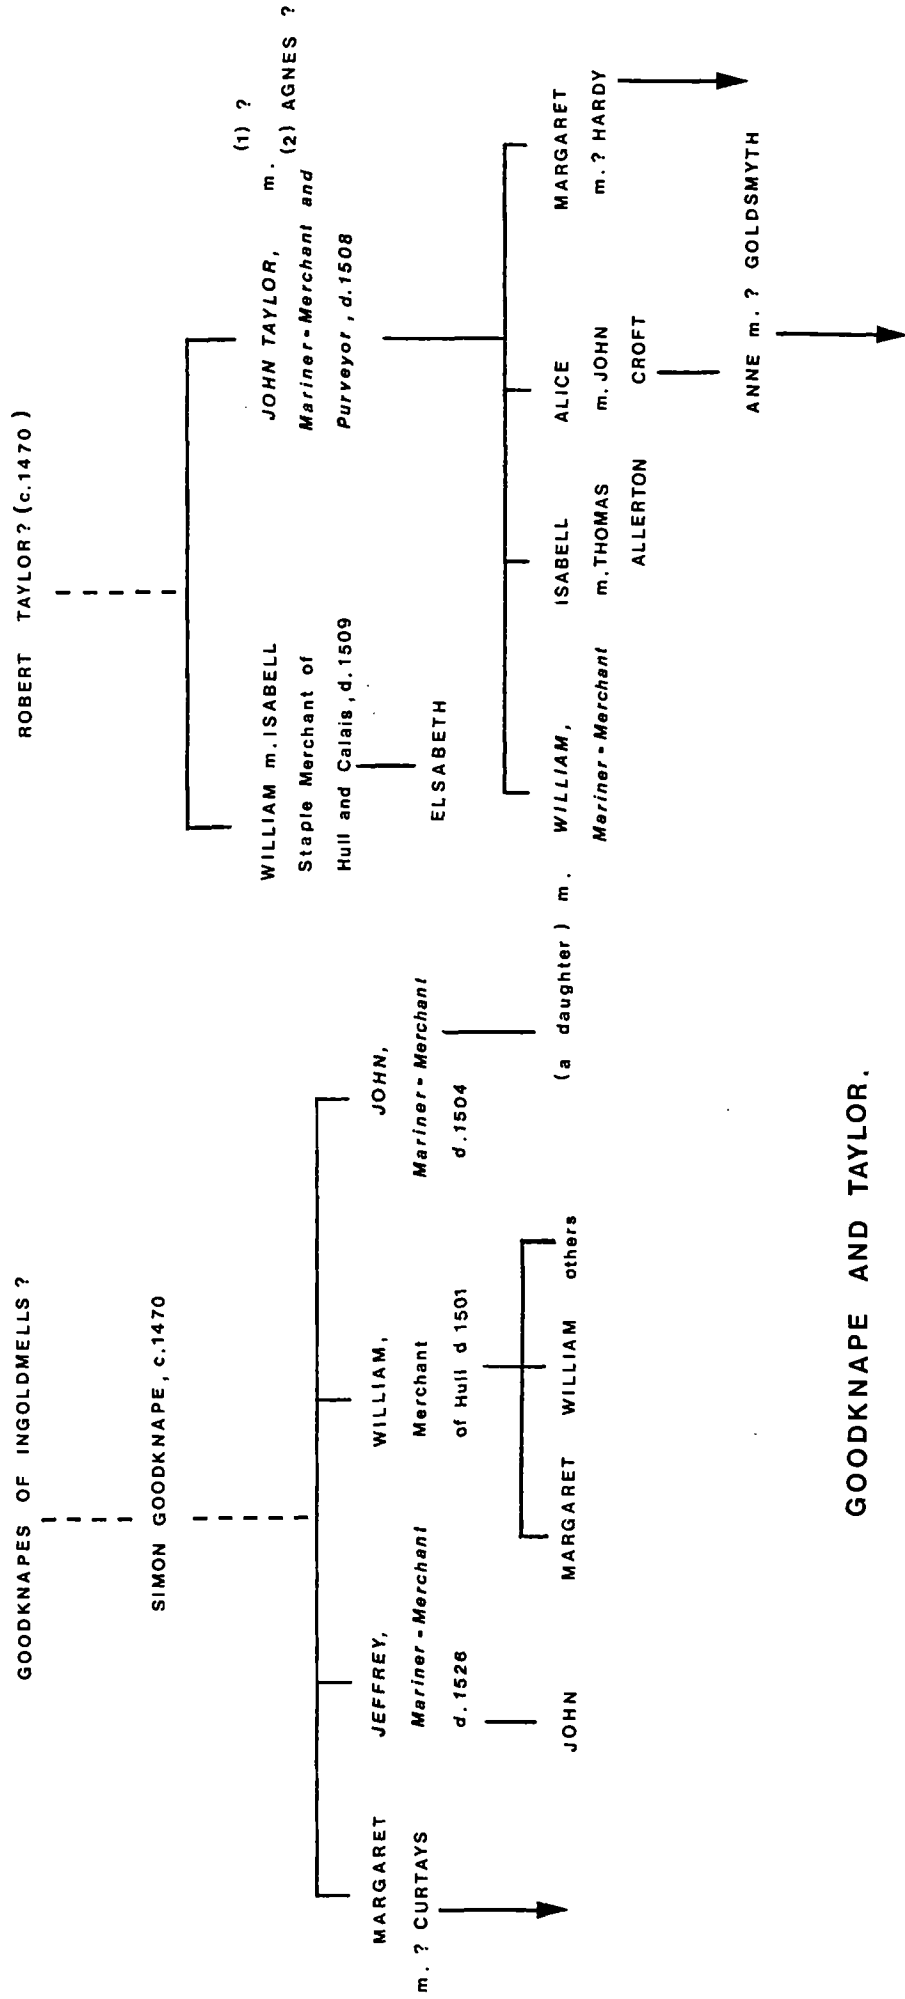 GOODKNAPES OF INGOLDMELLS ?
SIMON GOODKNAPE, c.1470
MARGARET
m. ? CURTAYS
JEFFREY,
Mariner-Merchant
d.1526
JOHN
WILLIAM,
Merchant
of Hull d 1501
MARGARET WILLIAM others
JOHN,
Mariner-Merchant
d.1504
(a daughter) m.
ROBERT TAYLOR? (c.1470)
WILLIAM m. ISABELL
Staple Merchant of
Hull and Calais, d.1509
ELSABETH
JOHN TAYLOR, m. (1) ?
(2) AGNES ?
Mariner-Merchant and
Purveyor, d.1508
WILLIAM,
Mariner-Merchant
ISABELL
m. THOMAS
ALLERTON
ALICE
m. JOHN
CROFT
MARGARET
m. ? HARDY
ANNE m. ? GOLDSMYTH
GOODKNAPE AND TAYLOR.